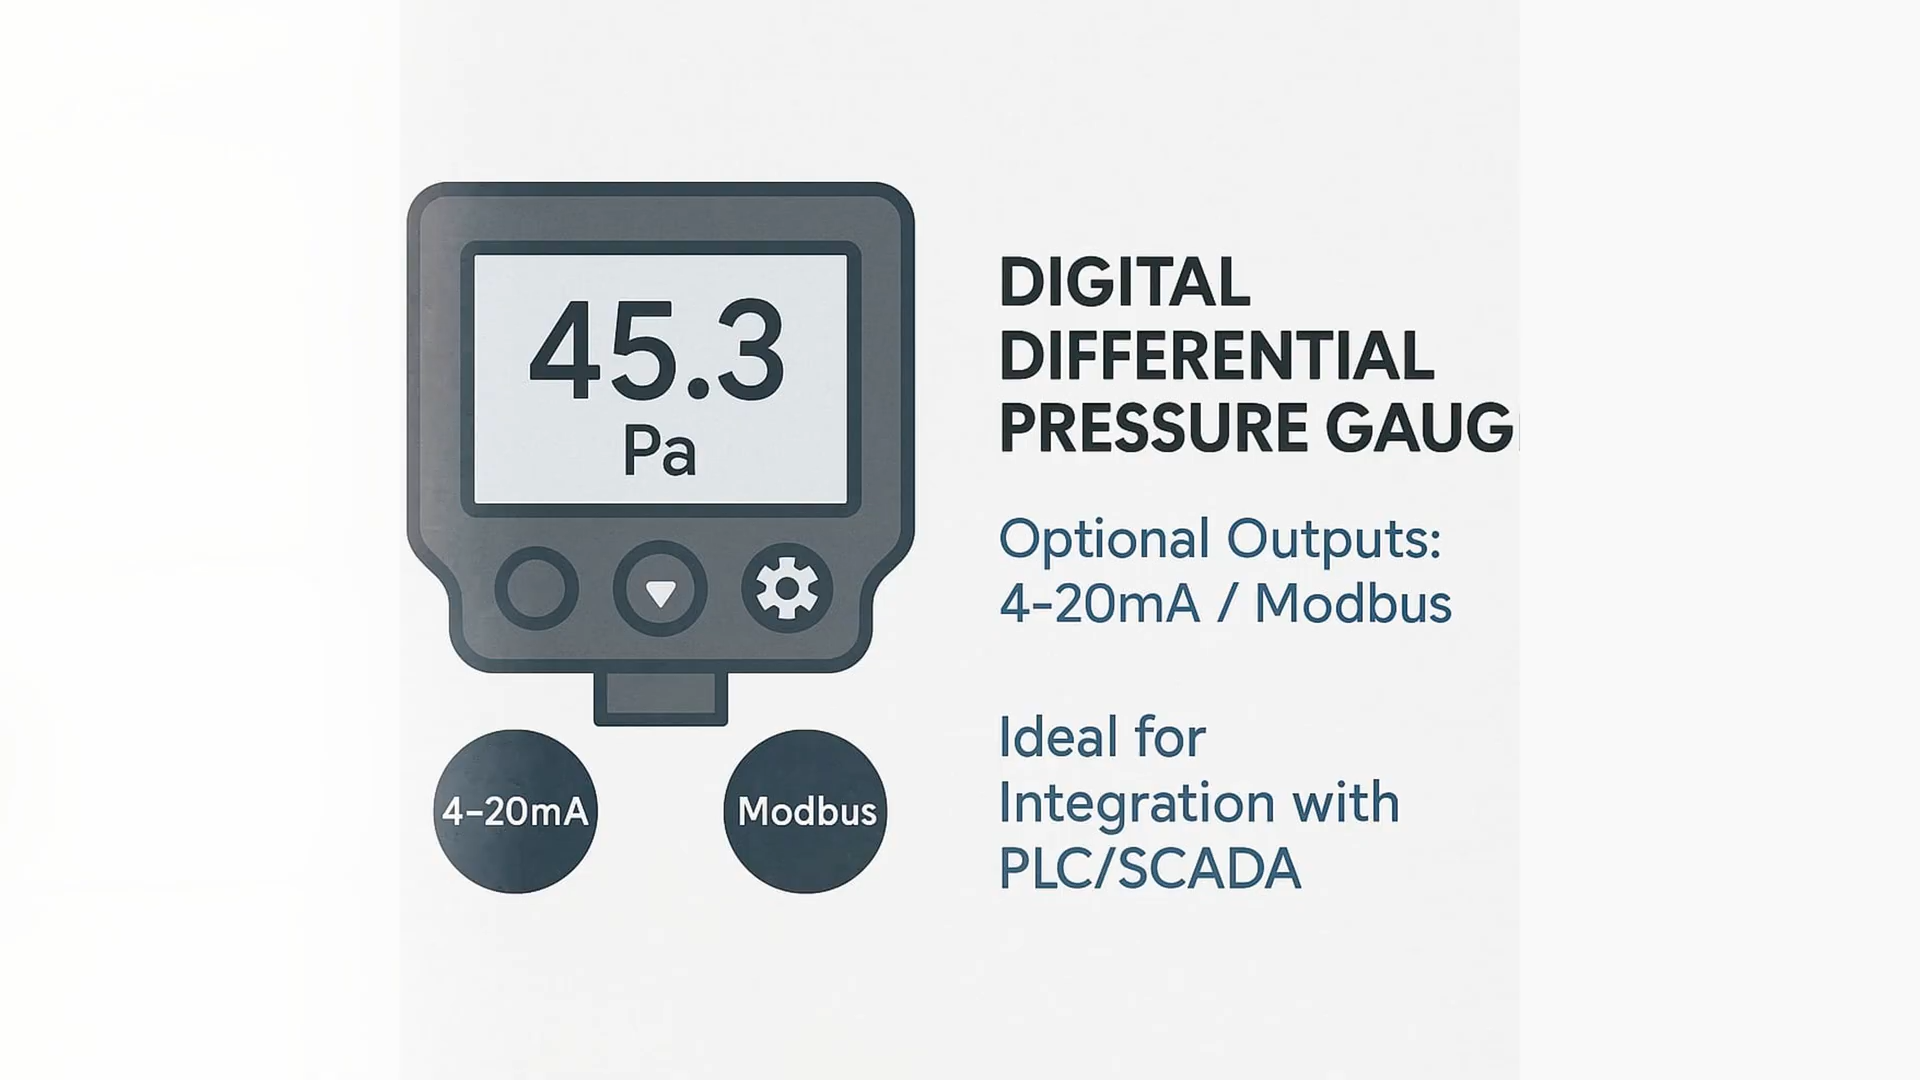 45.3
Pa
4-20mA
Modbus
DIGITAL
DIFFERENTIAL
PRESSURE GAUG
Optional Outputs:
4-20mA / Modbus
Ideal for
Integration with
PLC/SCADA